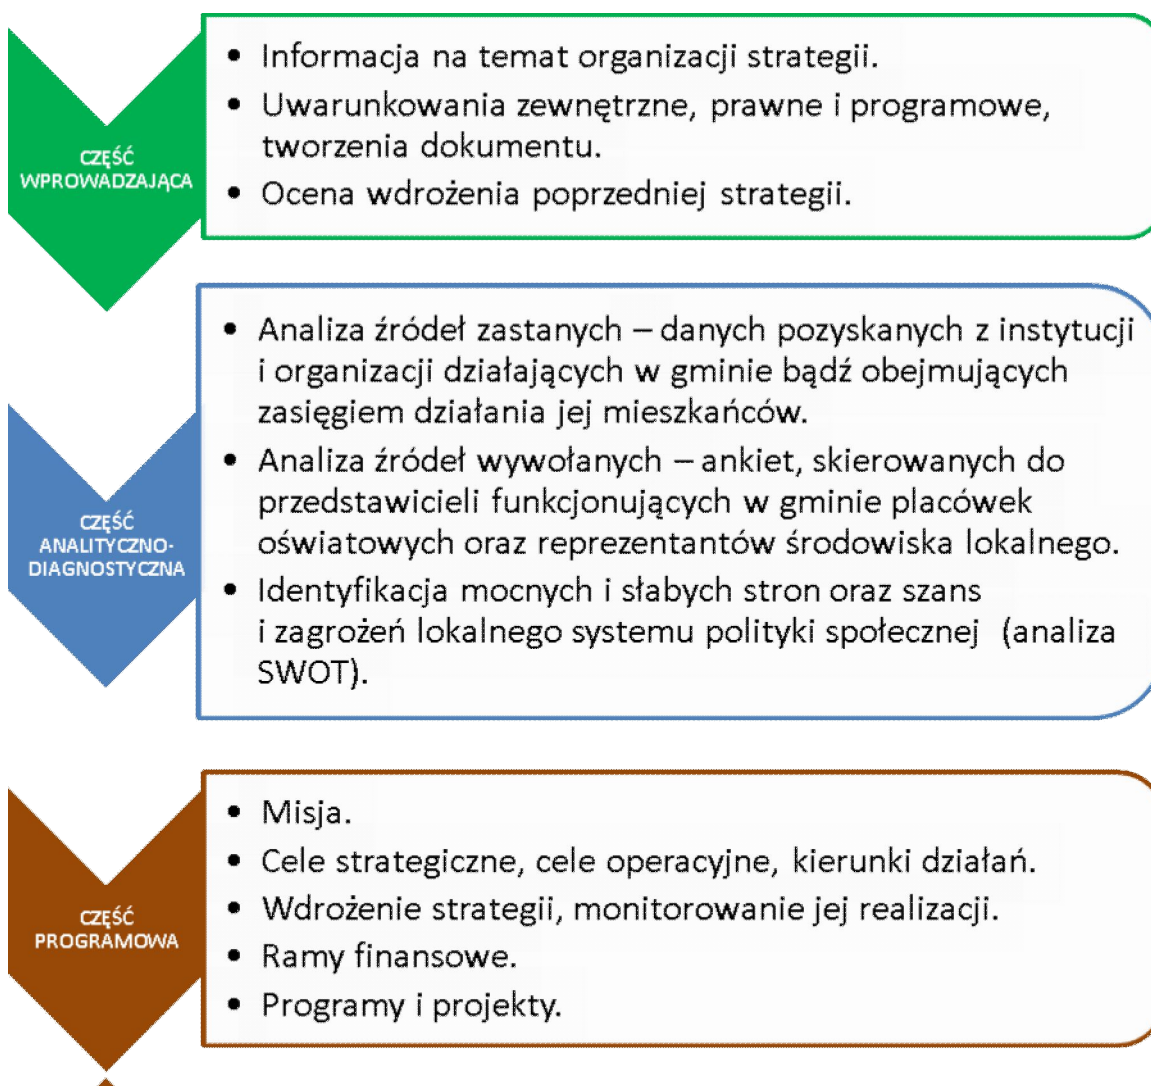 CZĘŚĆ
WPROWADZAJĄCA
• Informacja na temat organizacji strategii.
• Uwarunkowania zewnętrzne, prawne i programowe,
tworzenia dokumentu.
• Ocena wdrożenia poprzedniej strategii.
CZĘŚĆ
ANALITYCZNO-
DIAGNOSTYCZNA
• Analiza źródeł zastanych – danych pozyskanych z instytucji
i organizacji działających w gminie bądź obejmujących
zasięgiem działania jej mieszkańców.
• Analiza źródeł wywołanych – ankiet, skierowanych do
przedstawicieli funkcjonujących w gminie placówek
oświatowych oraz reprezentantów środowiska lokalnego.
• Identyfikacja mocnych i słabych stron oraz szans
i zagrożeń lokalnego systemu polityki społecznej (analiza
SWOT).
CZĘŚĆ
PROGRAMOWA
• Misja.
• Cele strategiczne, cele operacyjne, kierunki działań.
• Wdrożenie strategii, monitorowanie jej realizacji.
• Ramy finansowe.
• Programy i projekty.